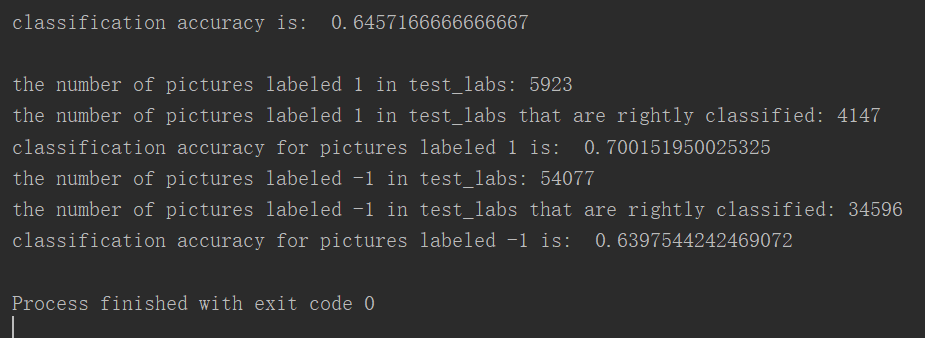 classification accuracy is:  0.6457166666666667
the number of pictures labeled 1 in test_labs: 5923
the number of pictures labeled 1 in test_labs that are rightly classified: 4147
classification accuracy for pictures labeled 1 is:  0.700151950025325
the number of pictures labeled -1 in test_labs: 54077
the number of pictures labeled -1 in test_labs that are rightly classified: 34596
classification accuracy for pictures labeled -1 is:  0.6397544242469072
Process finished with exit code 0